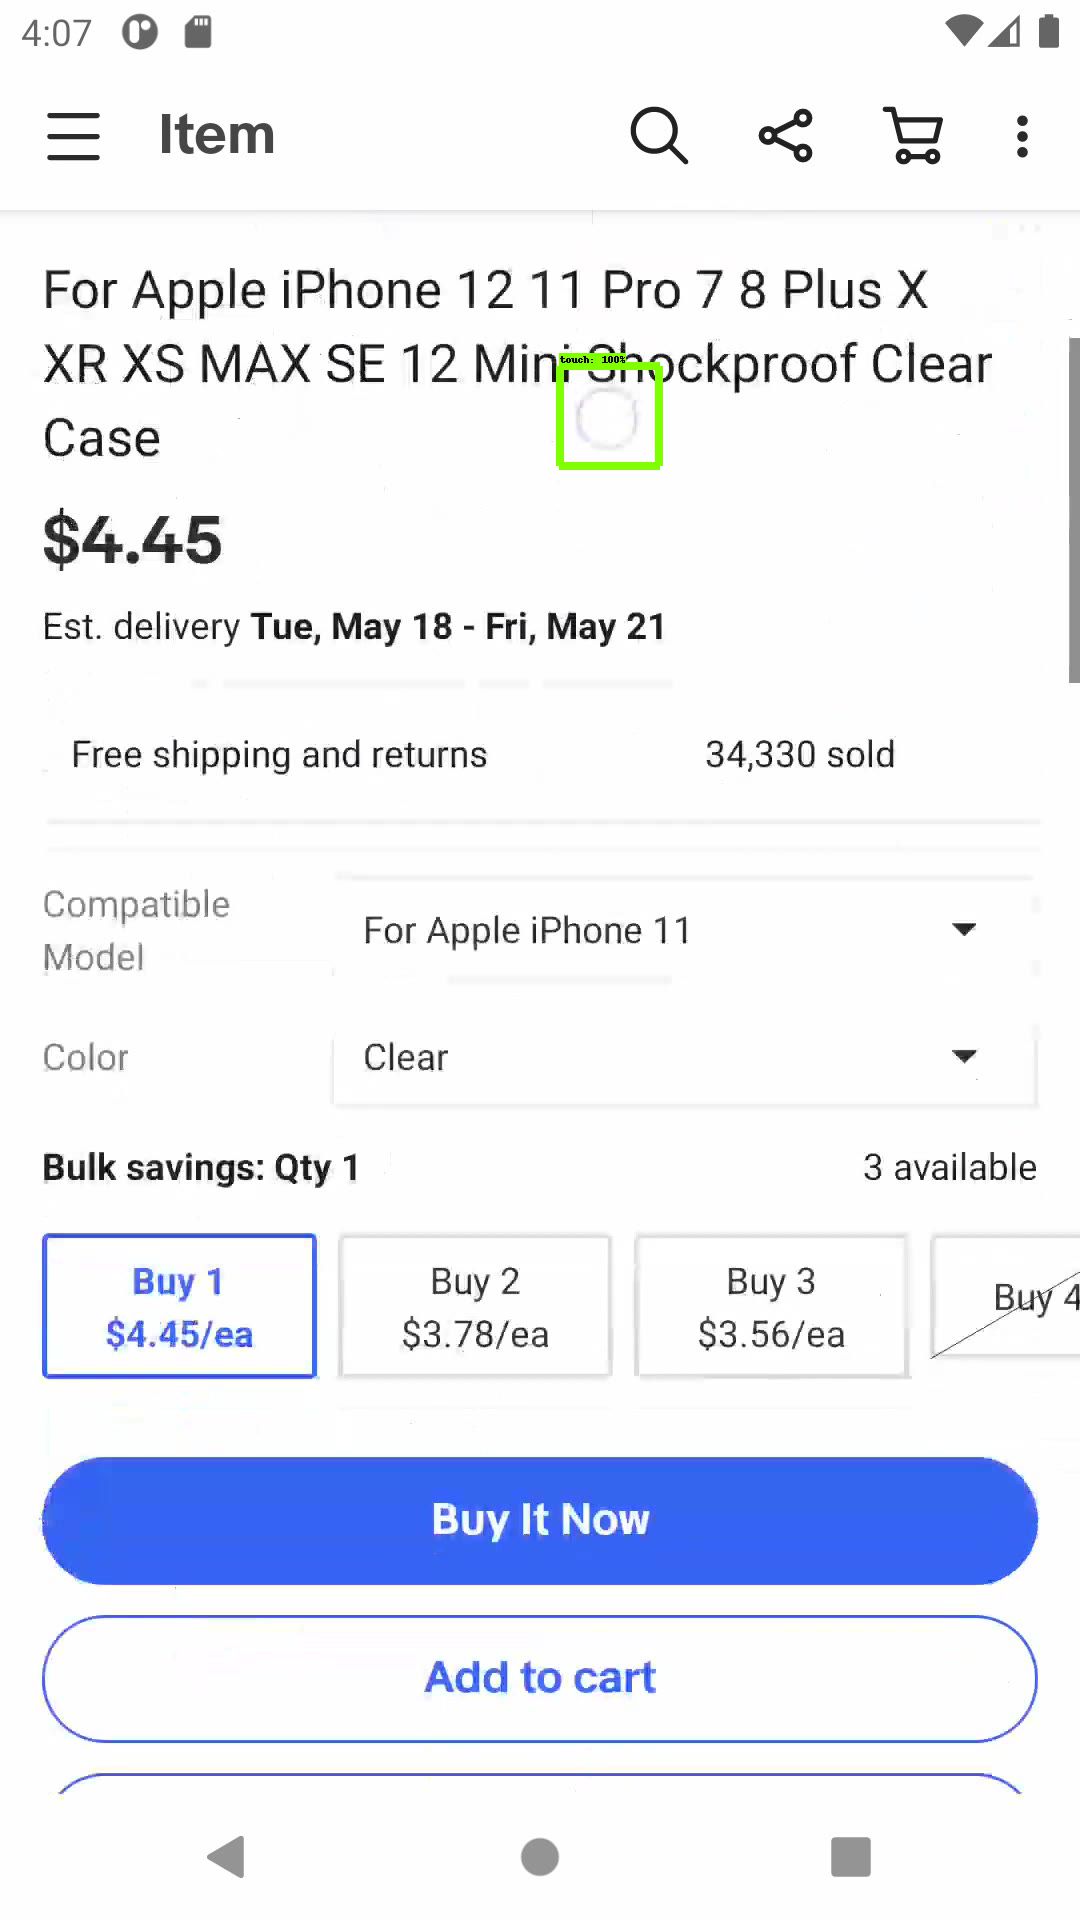 4:07
Item
For Apple iPhone 12 11 Pro 7 8 Plus X
XR XS MAX SE 12 Mini Shockproof Clear
Case
touch: 100%
$4.45
Est. delivery Tue, May 18 - Fri, May 21
Free shipping and returns
34,330 sold
Compatible
Model
For Apple iPhone 11
Color
Clear
Bulk savings: Qty 1
3 available
Buy 1
$4.45/ea
Buy 2
$3.78/ea
Buy 3
$3.56/ea
Buy 4
Buy It Now
Add to cart